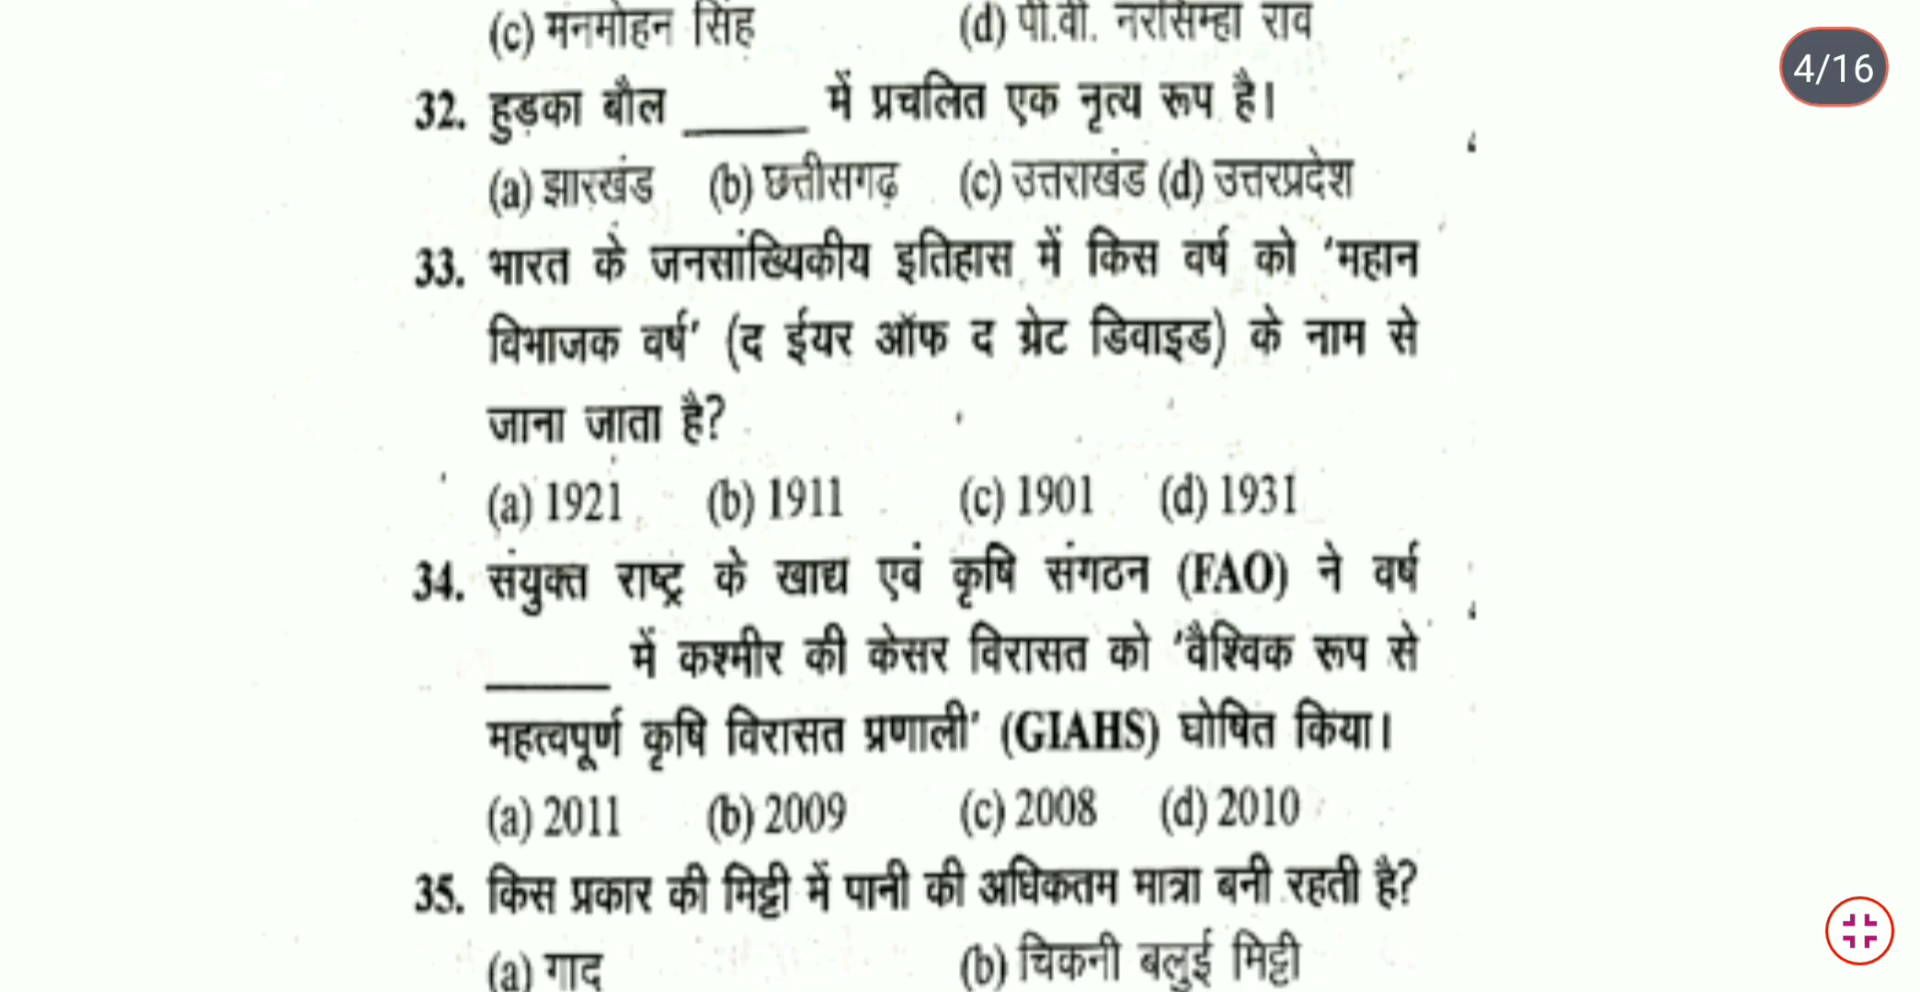 (c) मनमोहन सिंह (d) पी.वी. नरसिम्हा राव
4/16
32. हुड़का बौल ______ में प्रचलित एक नृत्य रूप है।
(a) झारखंड (b) छत्तीसगढ़ (c) उत्तराखंड (d) उत्तरप्रदेश
33. भारत के जनसांख्यिकीय इतिहास में किस वर्ष को ‘महान
विभाजक वर्ष’ (द ईयर ऑफ द ग्रेट डिवाइड) के नाम से
जाना जाता है?
(a) 1921 (b) 1911 (c) 1901 (d) 1931
34. संयुक्त राष्ट्र के खाद्य एवं कृषि संगठन (FAO) ने वर्ष
______ में कश्मीर की केसर विरासत को ‘वैश्विक रूप से
महत्वपूर्ण कृषि विरासत प्रणाली’ (GIAHS) घोषित किया।
(a) 2011 (b) 2009 (c) 2008 (d) 2010
35. किस प्रकार की मिट्टी में पानी की अधिकतम मात्रा बनी रहती है?
(a) गाद (b) चिकनी बलुई मिट्टी